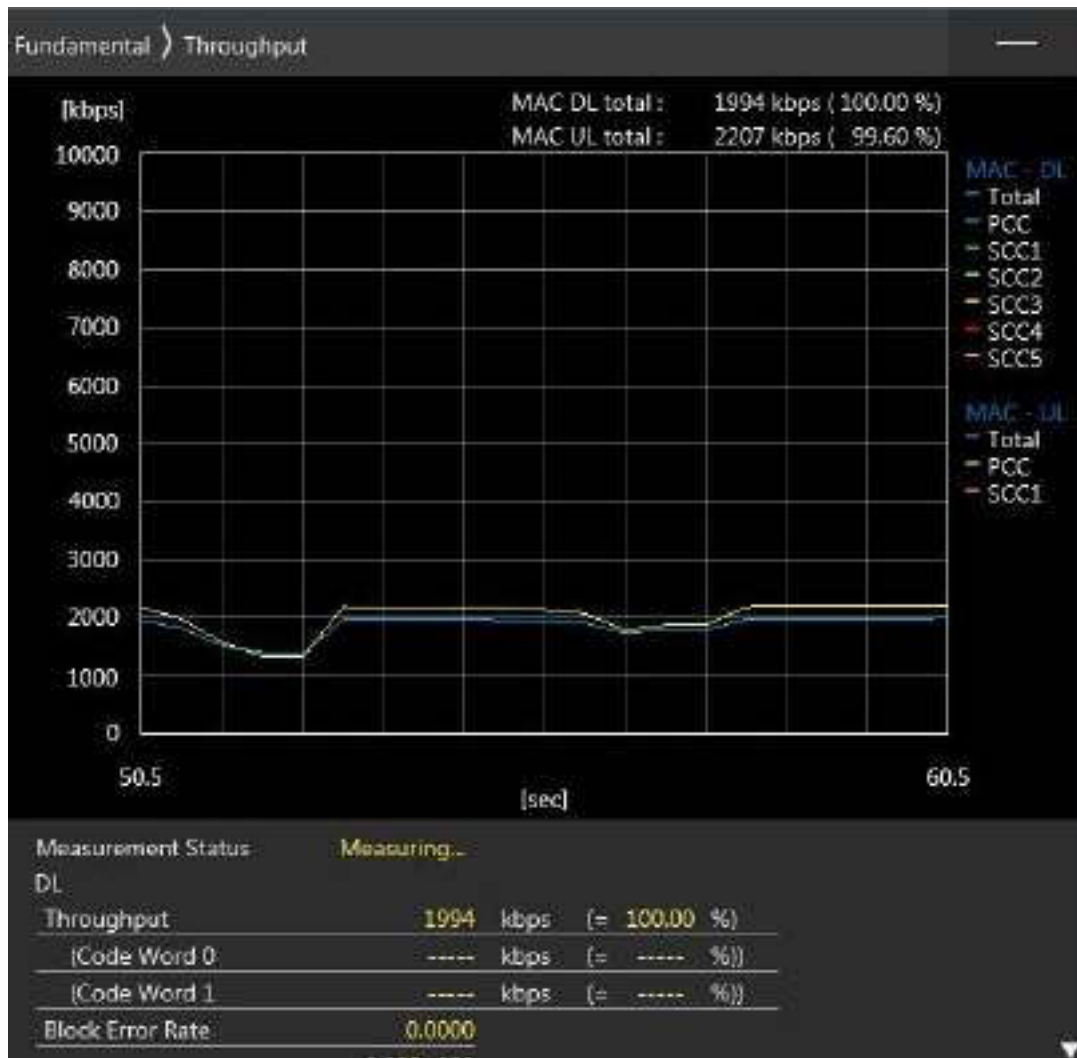 Fundamental 〉 Throughput
[kbps]
MAC DL total : 1994 kbps ( 100.00 %)
MAC UL total : 2207 kbps ( 99.60 %)
10000
9000
8000
7000
6000
5000
4000
3000
2000
1000
0
50.5
60.5
[sec]
MAC - DL
Total
PCC
SCC1
SCC2
SCC3
SCC4
SCC5
MAC - UL
Total
PCC
SCC1
Measurement Status Measuring...
DL
Throughput 1994 kbps (= 100.00 %)
(Code Word 0 ----- kbps (= ----- %))
(Code Word 1 ----- kbps (= ----- %))
Block Error Rate 0.0000